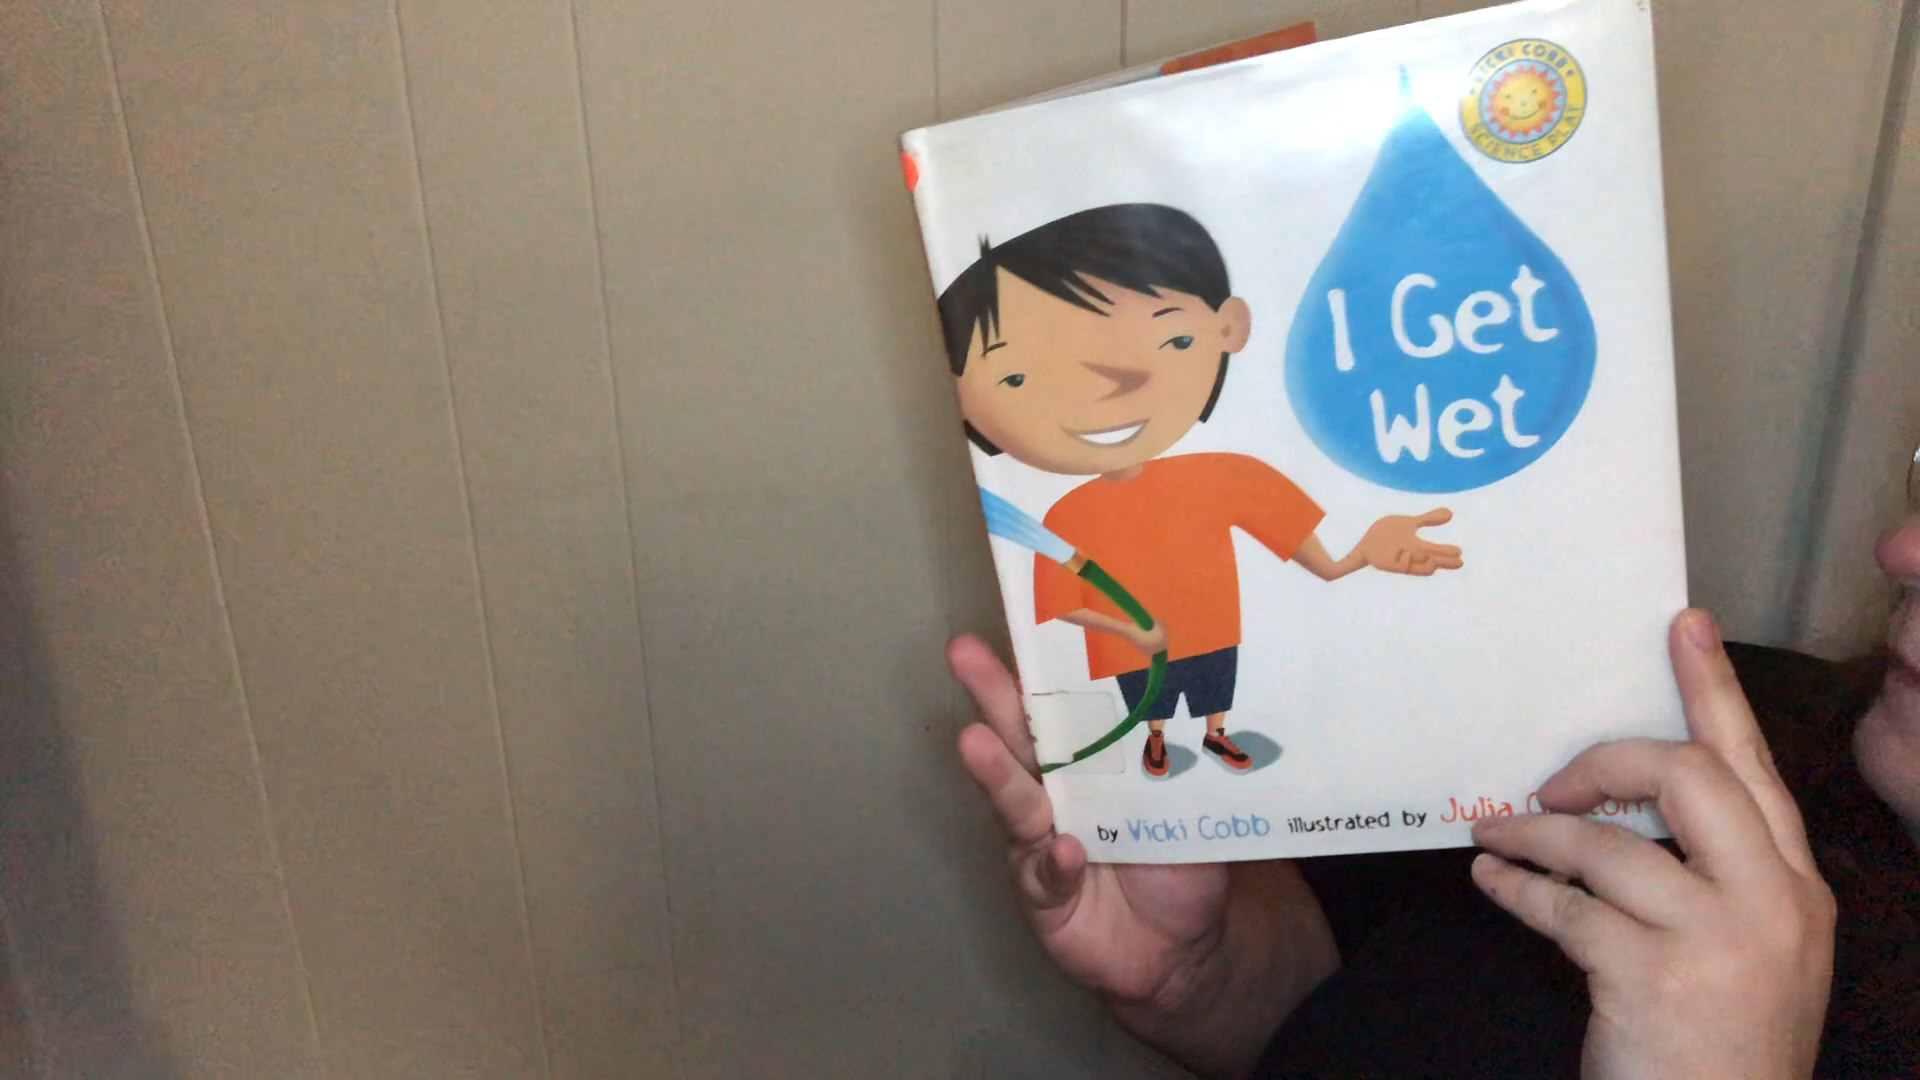 VICKI COBB
SCIENCE PLAY
I Get
Wet
by Vicki Cobb illustrated by Julia